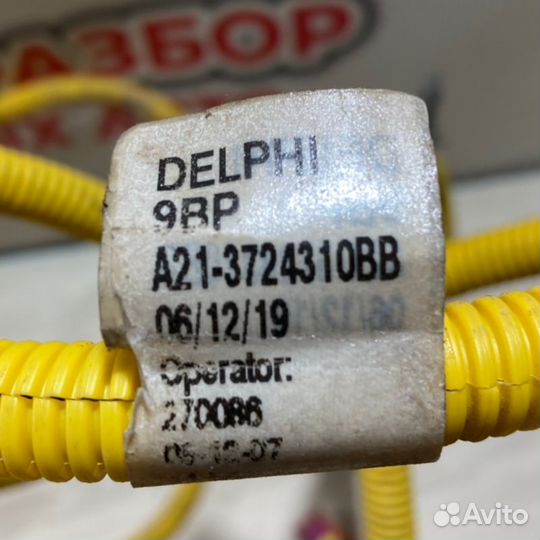 РАЗБОР
DELPHI
9BP
A21-3724310BB
06/12/19
Operator:
270086
Avito